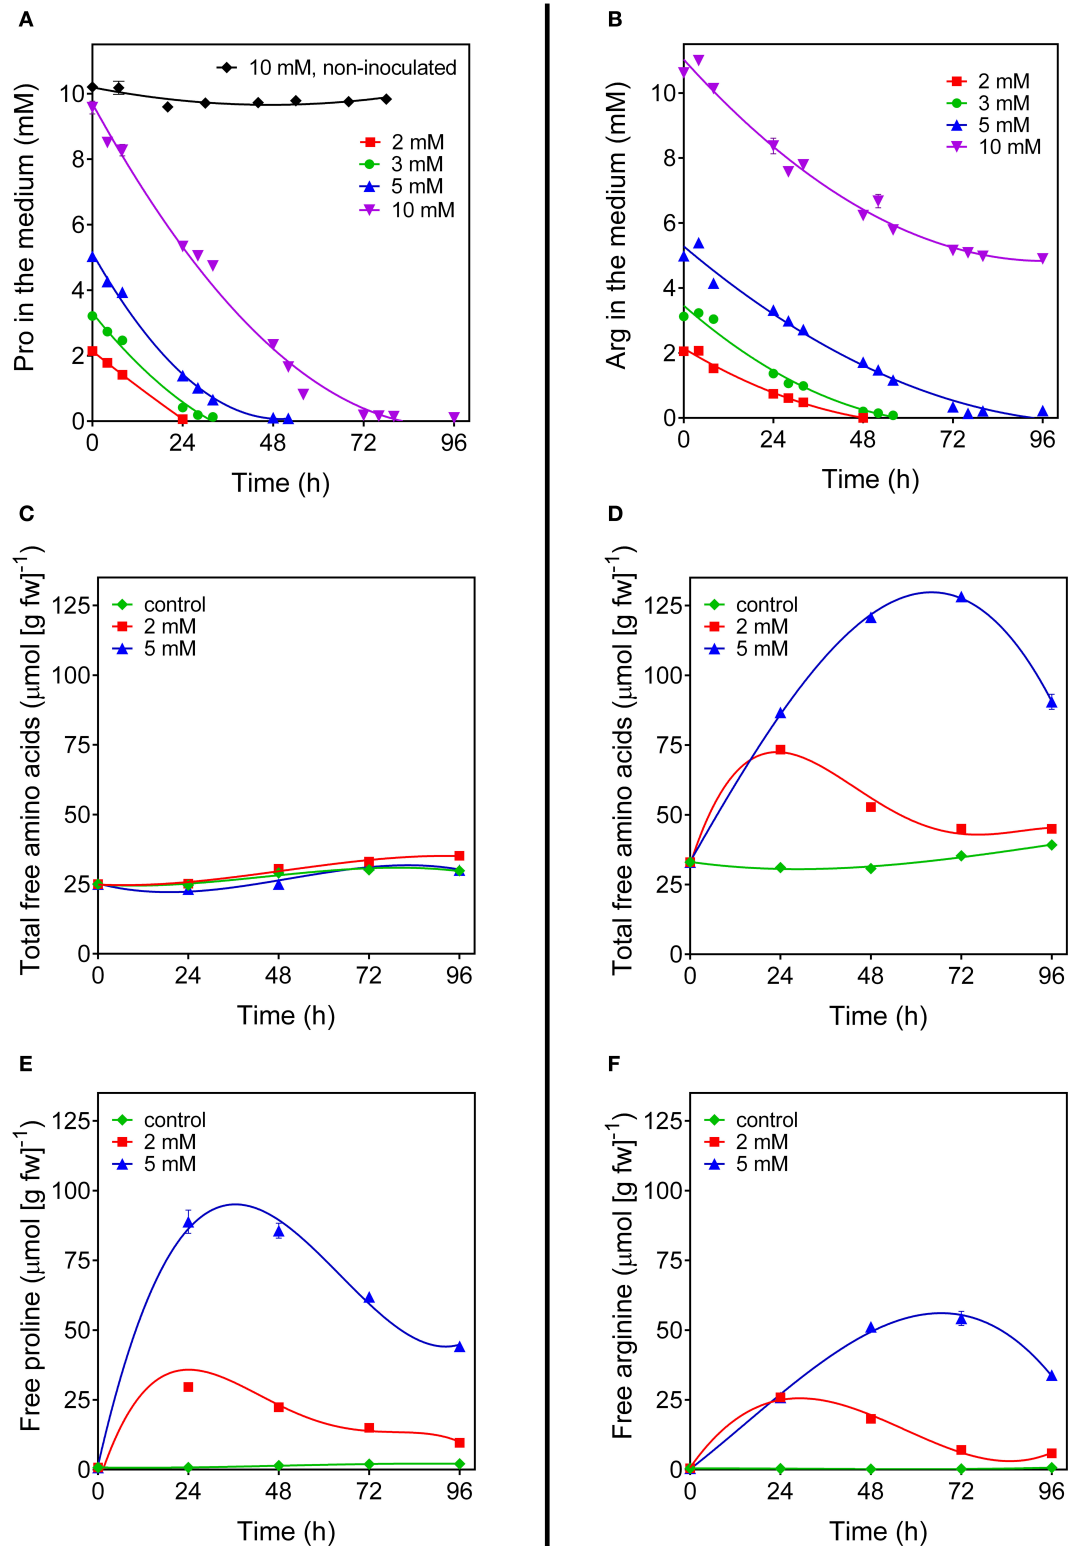 A
10 mM, non-inoculated
2 mM
3 mM
5 mM
10 mM
Pro in the medium (mM)
10
8
6
4
2
0
0 24 48 72 96
Time (h)
B
2 mM
3 mM
5 mM
10 mM
Arg in the medium (mM)
10
8
6
4
2
0
0 24 48 72 96
Time (h)
C
control
2 mM
5 mM
Total free amino acids (μmol [g fw]-1)
125
100
75
50
25
0
0 24 48 72 96
Time (h)
D
control
2 mM
5 mM
Total free amino acids (μmol [g fw]-1)
125
100
75
50
25
0
0 24 48 72 96
Time (h)
E
control
2 mM
5 mM
Free proline (μmol [g fw]-1)
125
100
75
50
25
0
0 24 48 72 96
Time (h)
F
control
2 mM
5 mM
Free arginine (μmol [g fw]-1)
125
100
75
50
25
0
0 24 48 72 96
Time (h)